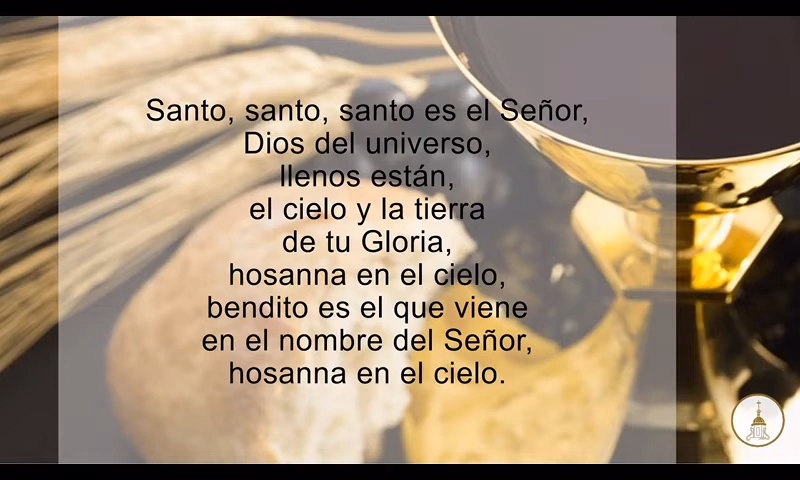 Santo, santo, santo es el Señor,
Dios del universo,
llenos están,
el cielo y la tierra
de tu Gloria,
hosanna en el cielo,
bendito es el que viene
en el nombre del Señor,
hosanna en el cielo.